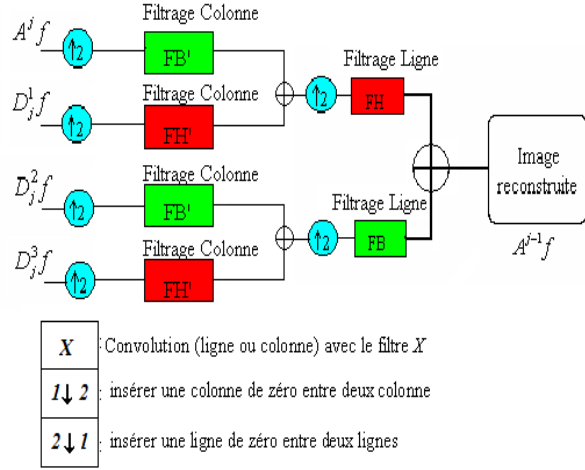 Filtrage Colonne
A^j f
↑2
FB'
Filtrage Ligne
Filtrage Colonne
D_j^1 f
↑2
FH'
↑2
FH
Image
reconstruite
A^{j-1} f
Filtrage Colonne
D_j^2 f
↑2
FB'
Filtrage Ligne
↑2
FB
Filtrage Colonne
D_j^3 f
↑2
FH'
X : Convolution (ligne ou colonne) avec le filtre X
1↓2 : insérer une colonne de zéro entre deux colonne
2↓1 : insérer une ligne de zéro entre deux lignes